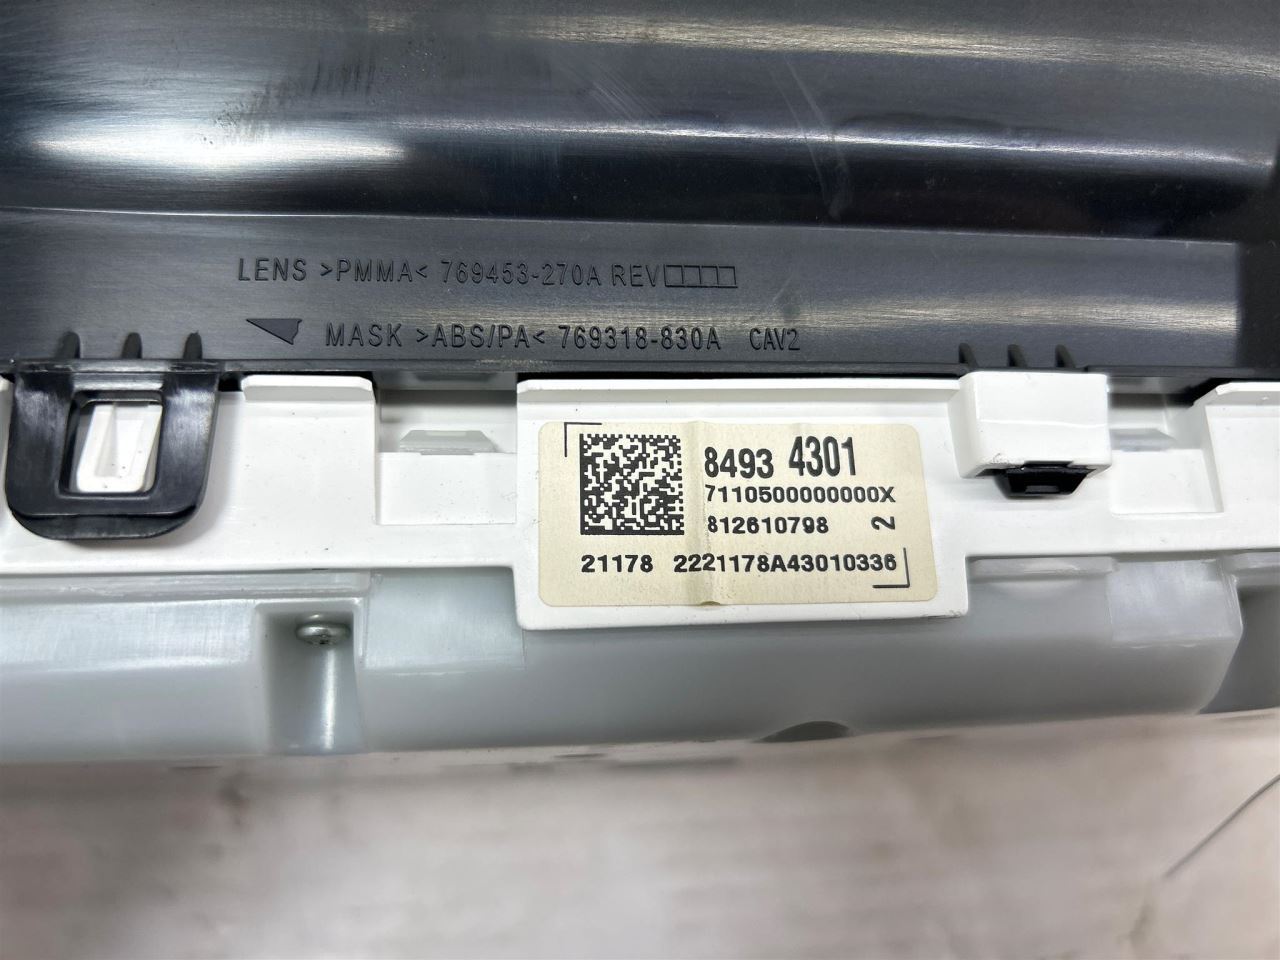 LENS >PMMA< 769453-270A REV
MASK >ABS/PA< 769318-830A CAV2
8493 4301
7110500000000X
812610798 2
21178 2221178A43010336